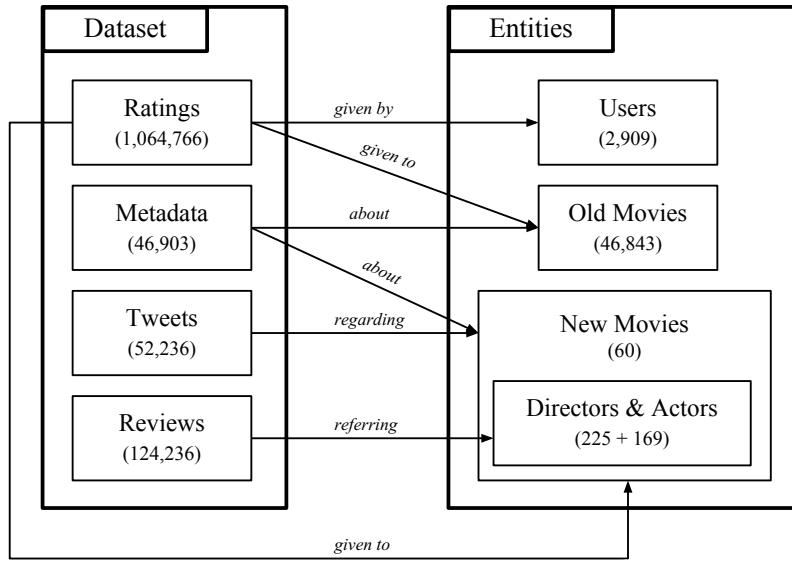 Dataset
Entities
Ratings
(1,064,766)
given by
Users
(2,909)
given to
Metadata
(46,903)
about
Old Movies
(46,843)
about
Tweets
(52,236)
regarding
New Movies
(60)
Reviews
(124,236)
referring
Directors & Actors
(225 + 169)
given to